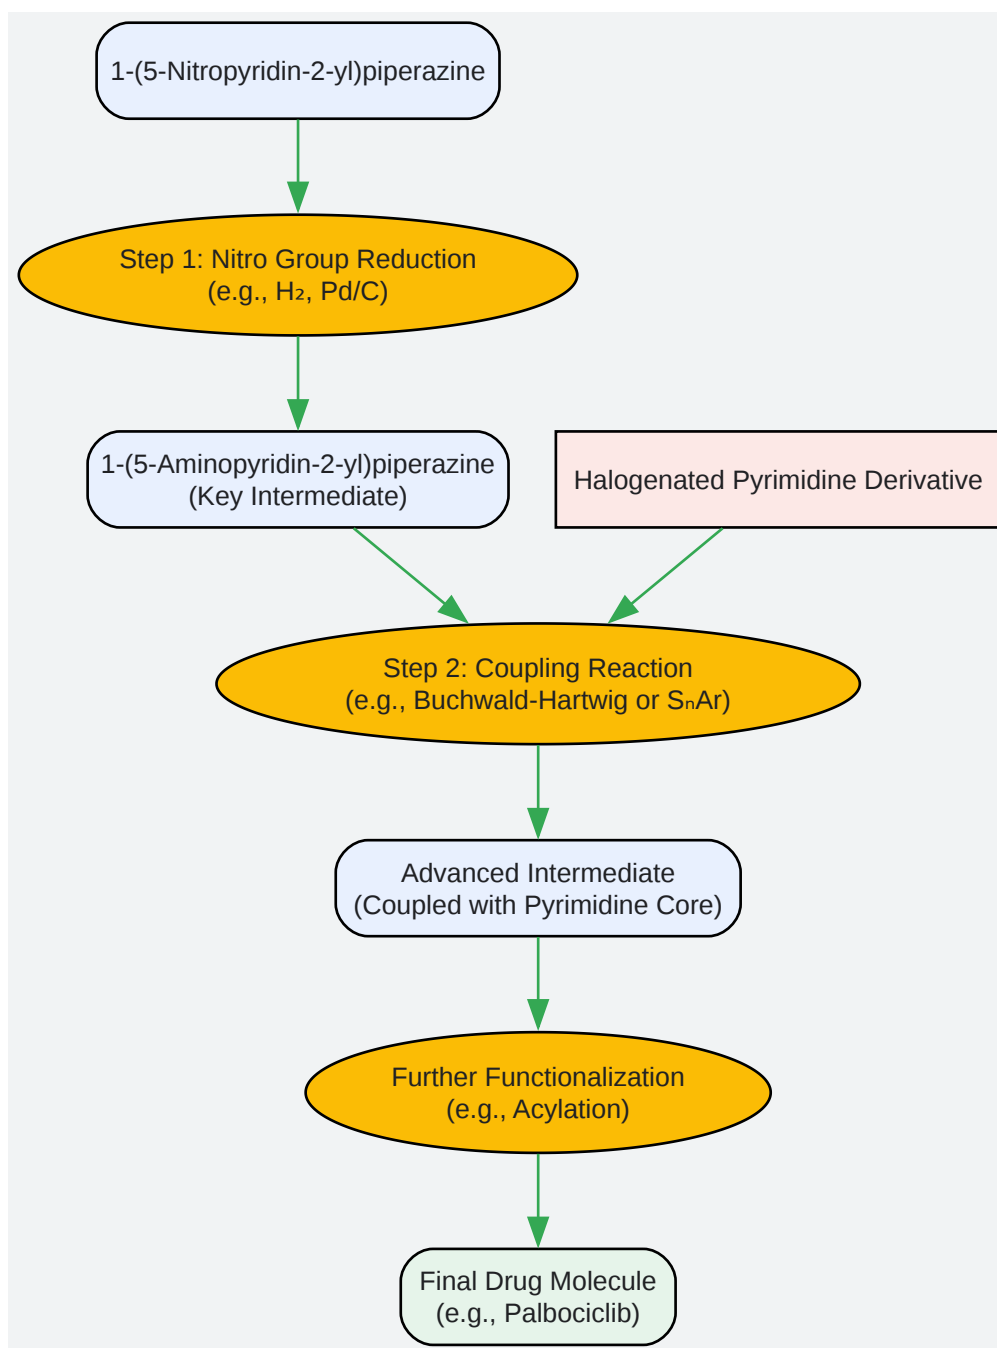 1-(5-Nitropyridin-2-yl)piperazine
Step 1: Nitro Group Reduction
(e.g., H₂, Pd/C)
1-(5-Aminopyridin-2-yl)piperazine
(Key Intermediate)
Halogenated Pyrimidine Derivative
Step 2: Coupling Reaction
(e.g., Buchwald-Hartwig or SₙAr)
Advanced Intermediate
(Coupled with Pyrimidine Core)
Further Functionalization
(e.g., Acylation)
Final Drug Molecule
(e.g., Palbociclib)